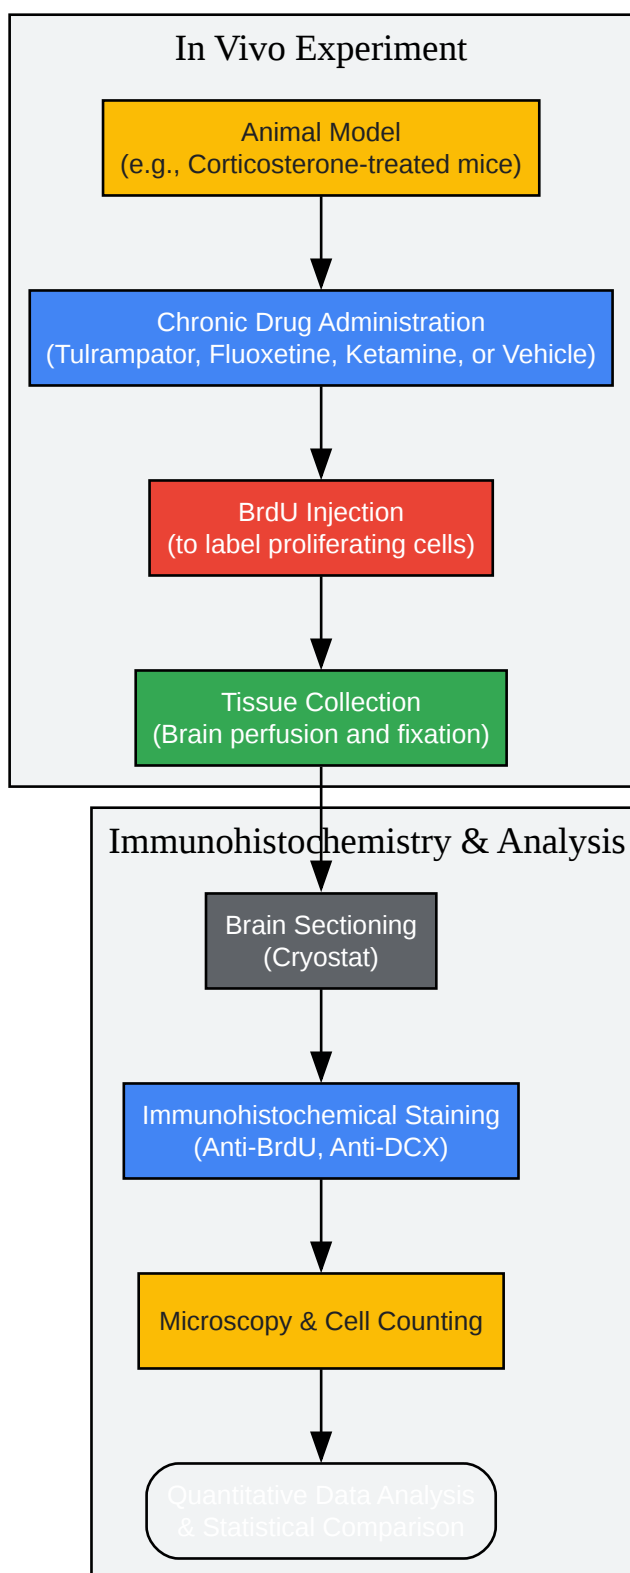 In Vivo Experiment
Animal Model
(e.g., Corticosterone-treated mice)
Chronic Drug Administration
(Tulrampator, Fluoxetine, Ketamine, or Vehicle)
BrdU Injection
(to label proliferating cells)
Tissue Collection
(Brain perfusion and fixation)
Immunohistochemistry & Analysis
Brain Sectioning
(Cryostat)
Immunohistochemical Staining
(Anti-BrdU, Anti-DCX)
Microscopy & Cell Counting
Quantitative Data Analysis
& Statistical Comparison